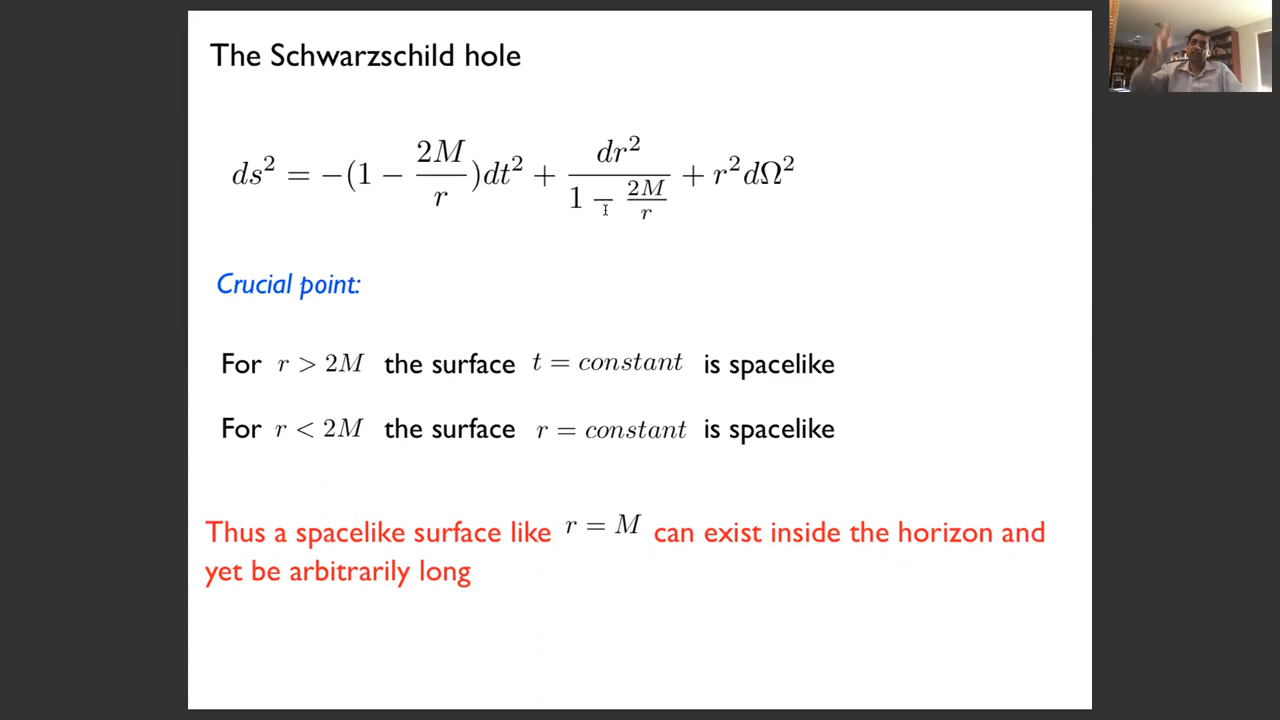 The Schwarzschild hole
ds² = −(1 − 2M/r)dt² + dr²/(1 − 2M/r) + r²dΩ²
Crucial point:
For r > 2M the surface t = constant is spacelike
For r < 2M the surface r = constant is spacelike
Thus a spacelike surface like r = M can exist inside the horizon and
yet be arbitrarily long